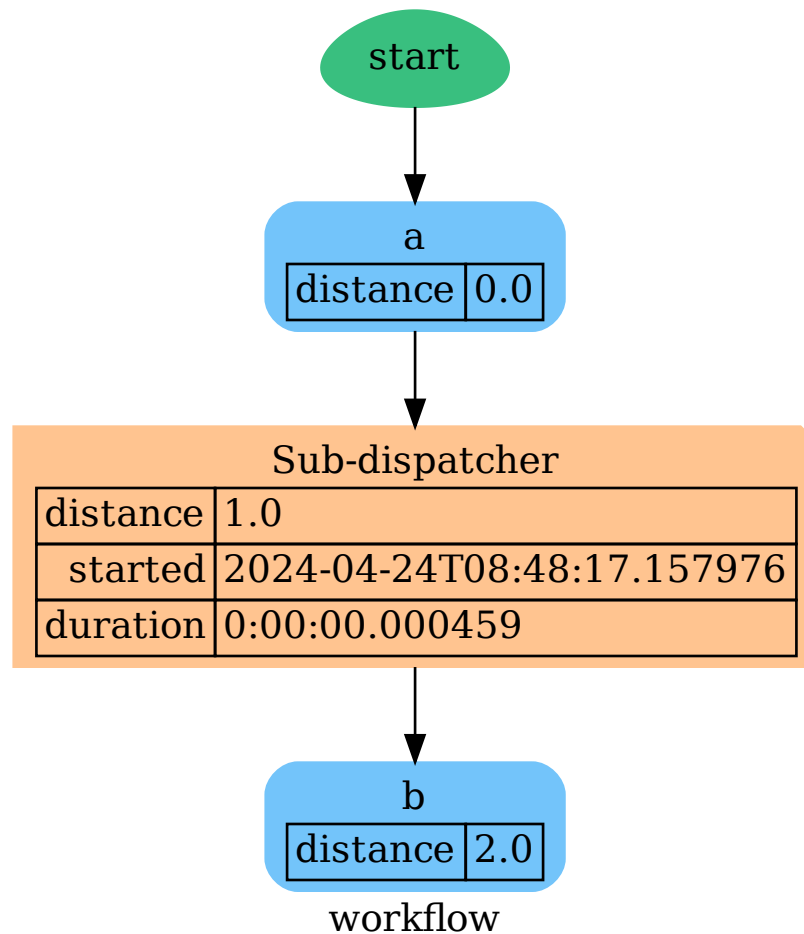 start
a
distance 0.0
Sub-dispatcher
distance 1.0
started 2024-04-24T08:48:17.157976
duration 0:00:00.000459
b
distance 2.0
workflow